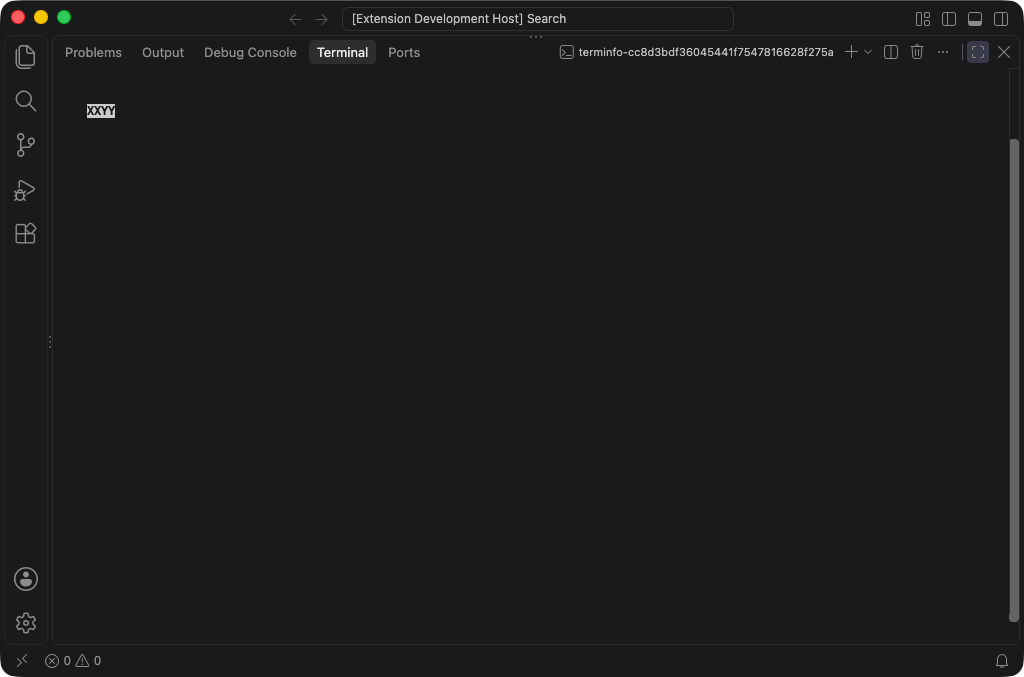 [Extension Development Host] Search
Problems Output Debug Console Terminal Ports terminfo-cc8d3bdf36045441f7547816628f275a
XXYY
0 0